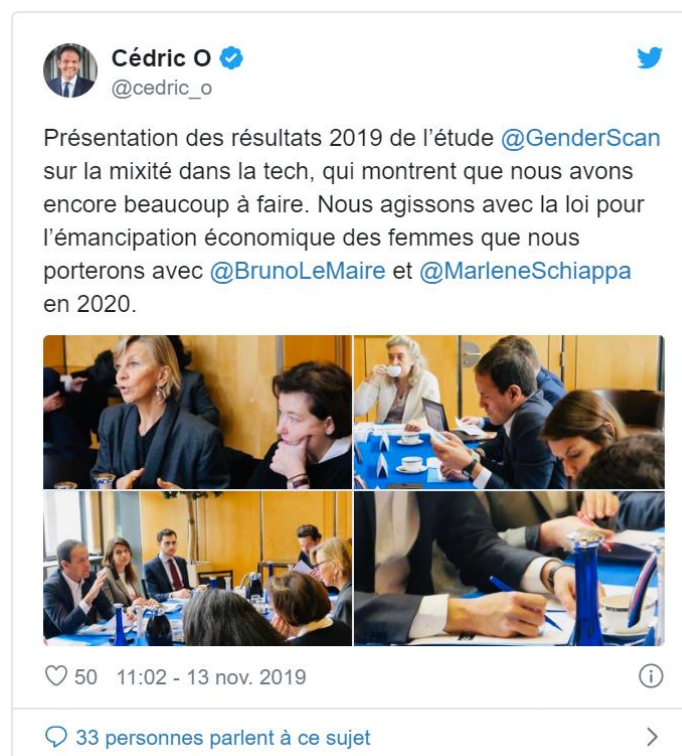 Cédric O
@cedric_o
Présentation des résultats 2019 de l'étude @GenderScan
sur la mixité dans la tech, qui montrent que nous avons
encore beaucoup à faire. Nous agissons avec la loi pour
l'émancipation économique des femmes que nous
porterons avec @BrunoLeMaire et @MarleneSchiappa
en 2020.
50 11:02 - 13 nov. 2019
33 personnes parlent à ce sujet